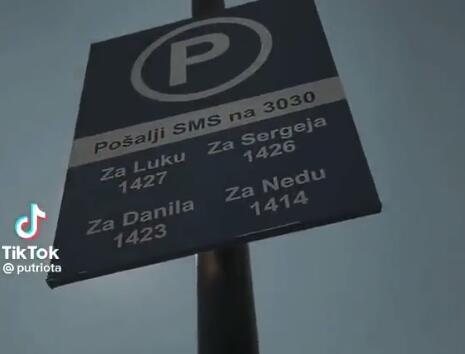 P
Pošalji SMS na 3030
Za Luku
1427
Za Sergeja
1426
Za Danila
1423
Za Nedu
1414
TikTok
@ putriota